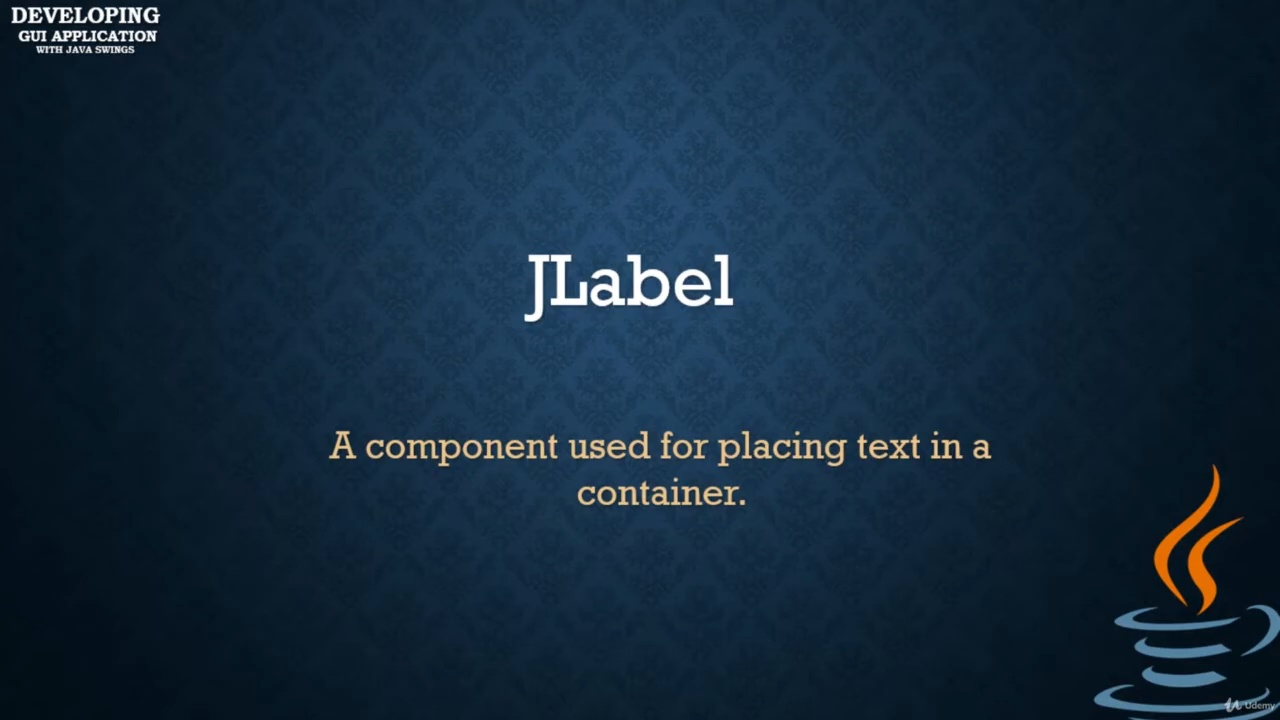 DEVELOPING
GUI APPLICATION
WITH JAVA SWINGS
JLabel
A component used for placing text in a
container.
Udemy